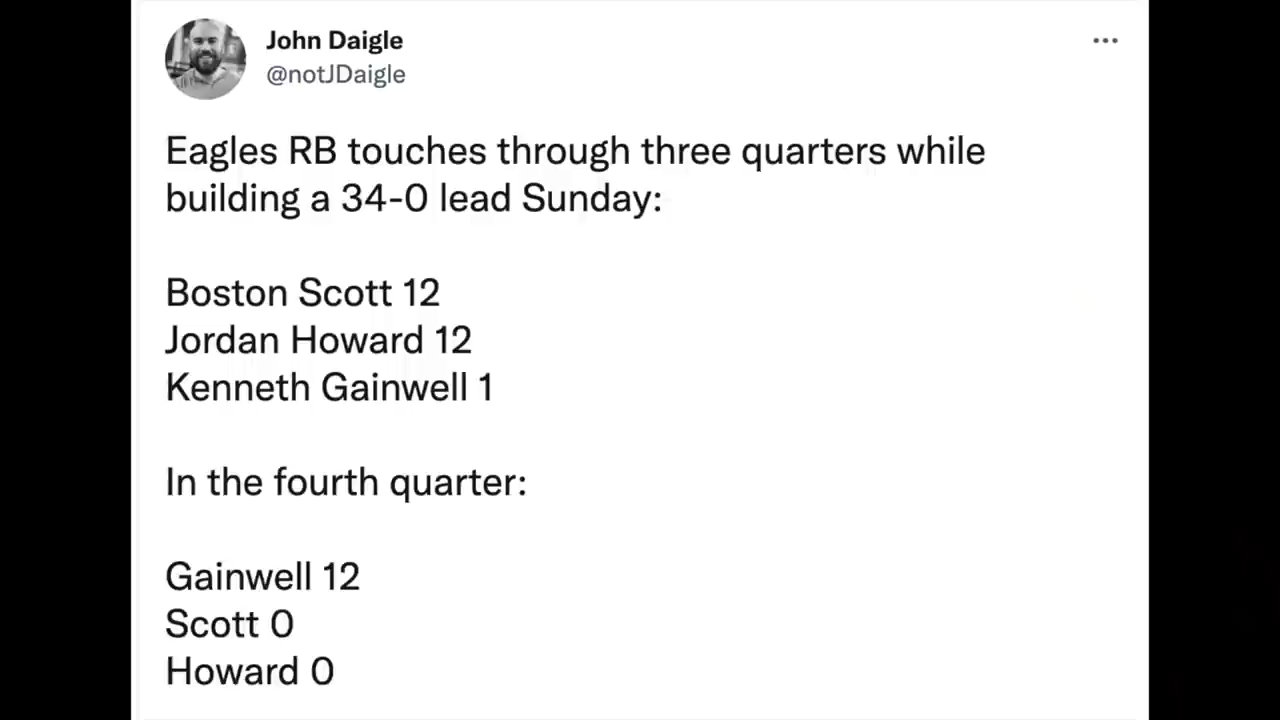 John Daigle
@notJDaigle
Eagles RB touches through three quarters while
building a 34-0 lead Sunday:
Boston Scott 12
Jordan Howard 12
Kenneth Gainwell 1
In the fourth quarter:
Gainwell 12
Scott 0
Howard 0